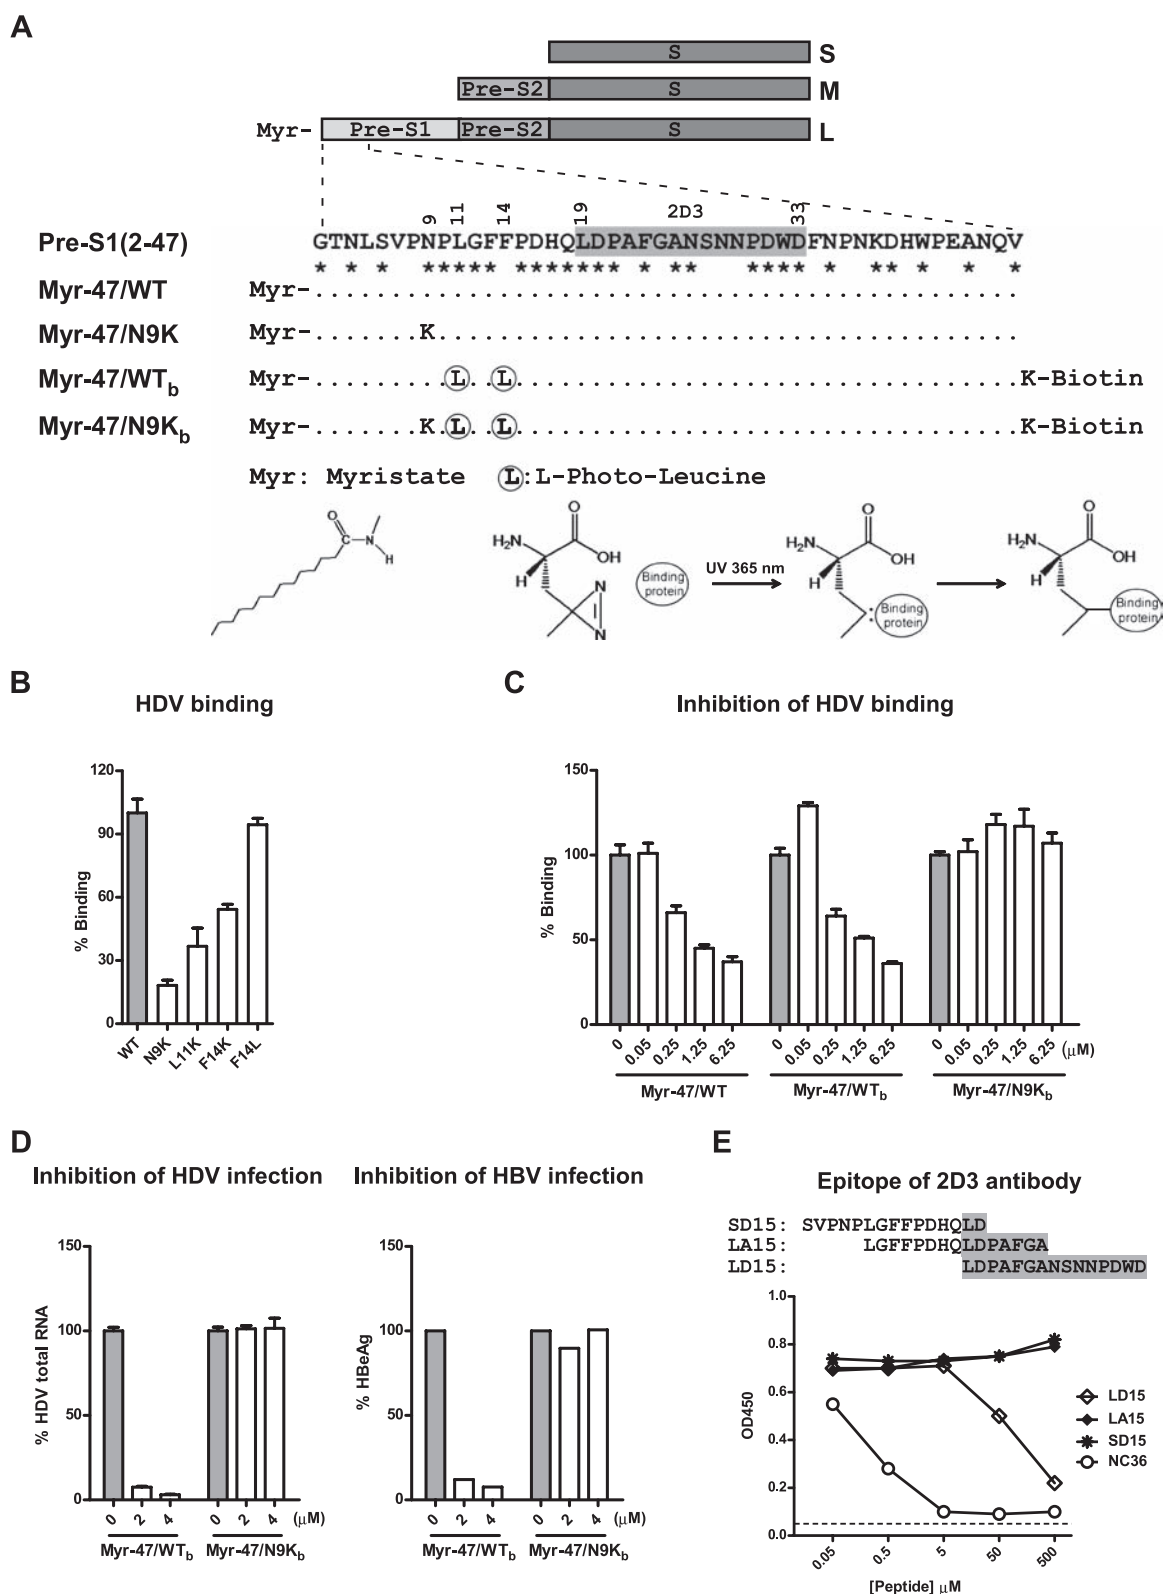 A
S S
Pre-S2 S M
Myr- Pre-S1 Pre-S2 S L
9 11 14 19 2D3 33
Pre-S1(2-47) GTNLSVPNPLGFFPDHQLDPAFGANSNNPDWDFNPNKDHWPEANQV
* * * ***** ******* * ** **** * ** * *
Myr-47/WT Myr-..............................................
Myr-47/N9K Myr-.......K......................................
Myr-47/WTb Myr-.........L..L................................. K-Biotin
Myr-47/N9Kb Myr-.......K.L..L................................. K-Biotin
Myr: Myristate L:L-Photo-Leucine
O
C N
H
H2N O OH H N N
Binding protein
UV 365 nm
H2N O OH H : Binding protein
H2N O OH H Binding protein
B
HDV binding
% Binding
120
90
60
30
0
WT N9K L11K F14K F14L
C
Inhibition of HDV binding
% Binding
150
100
50
0
0 0.05 0.25 1.25 6.25 0 0.05 0.25 1.25 6.25 0 0.05 0.25 1.25 6.25 (μM)
Myr-47/WT Myr-47/WTb Myr-47/N9Kb
D
Inhibition of HDV infection
% HDV total RNA
150
100
50
0
0 2 4 0 2 4 (μM)
Myr-47/WTb Myr-47/N9Kb
Inhibition of HBV infection
% HBeAg
150
100
50
0
0 2 4 0 2 4 (μM)
Myr-47/WTb Myr-47/N9Kb
E
Epitope of 2D3 antibody
SD15: SVPNPLGFFPDHQLD
LA15: LGFFPDHQLDPAFGA
LD15: LDPAFGANSNNPDWD
OD450
0.8
0.6
0.4
0.2
0.0
0.05 0.5 5 50 500
[Peptide] μM
LD15
LA15
SD15
NC36